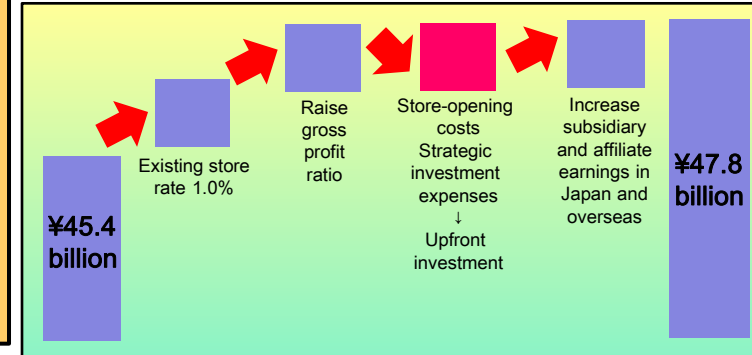 ¥45.4
billion
Existing store
rate 1.0%
Raise
gross
profit
ratio
Store-opening
costs
Strategic
investment
expenses
↓
Upfront
investment
Increase
subsidiary
and affiliate
earnings in
Japan and
overseas
¥47.8
billion